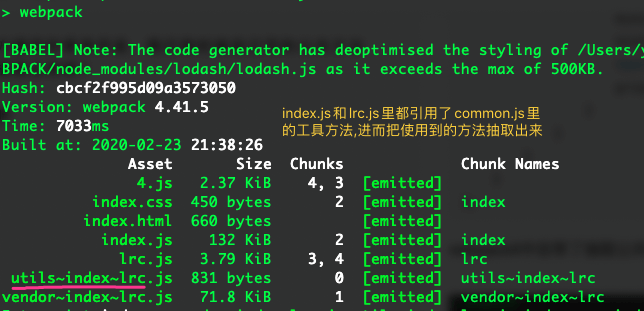 > webpack
[BABEL] Note: The code generator has deoptimised the styling of /Users/y
BPACK/node_modules/lodash/lodash.js as it exceeds the max of 500KB.
Hash: cbcf2f995d09a3573050
Version: webpack 4.41.5
Time: 7033ms
Built at: 2020-02-23 21:38:26
index.js和lrc.js里都引用了common.js里
的工具方法,进而把使用到的方法抽取出来
Asset Size Chunks Chunk Names
4.js 2.37 KiB 4, 3 [emitted]
index.css 450 bytes 2 [emitted] index
index.html 660 bytes [emitted]
index.js 132 KiB 2 [emitted] index
lrc.js 3.79 KiB 3, 4 [emitted] lrc
utils~index~lrc.js 831 bytes 0 [emitted] utils~index~lrc
vendor~index~lrc.js 71.8 KiB 1 [emitted] vendor~index~lrc